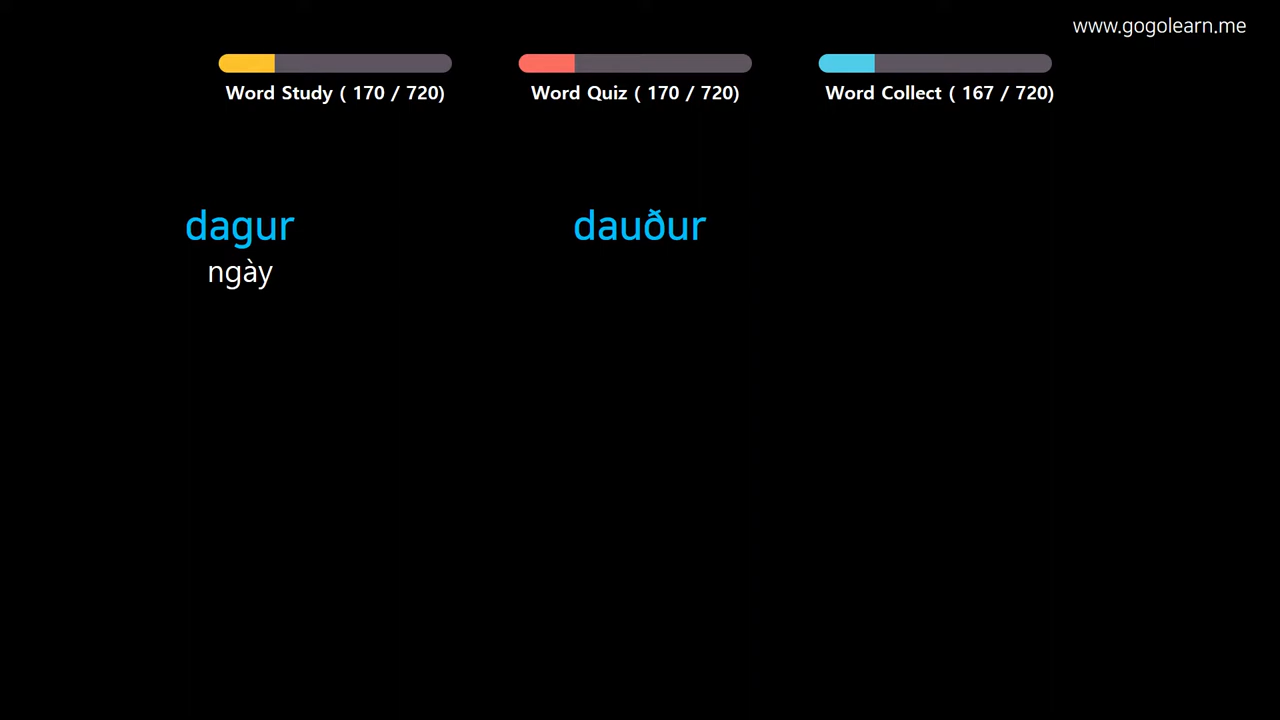 www.gogolearn.me
Word Study ( 170 / 720)
Word Quiz ( 170 / 720)
Word Collect ( 167 / 720)
dagur
dauður
ngày